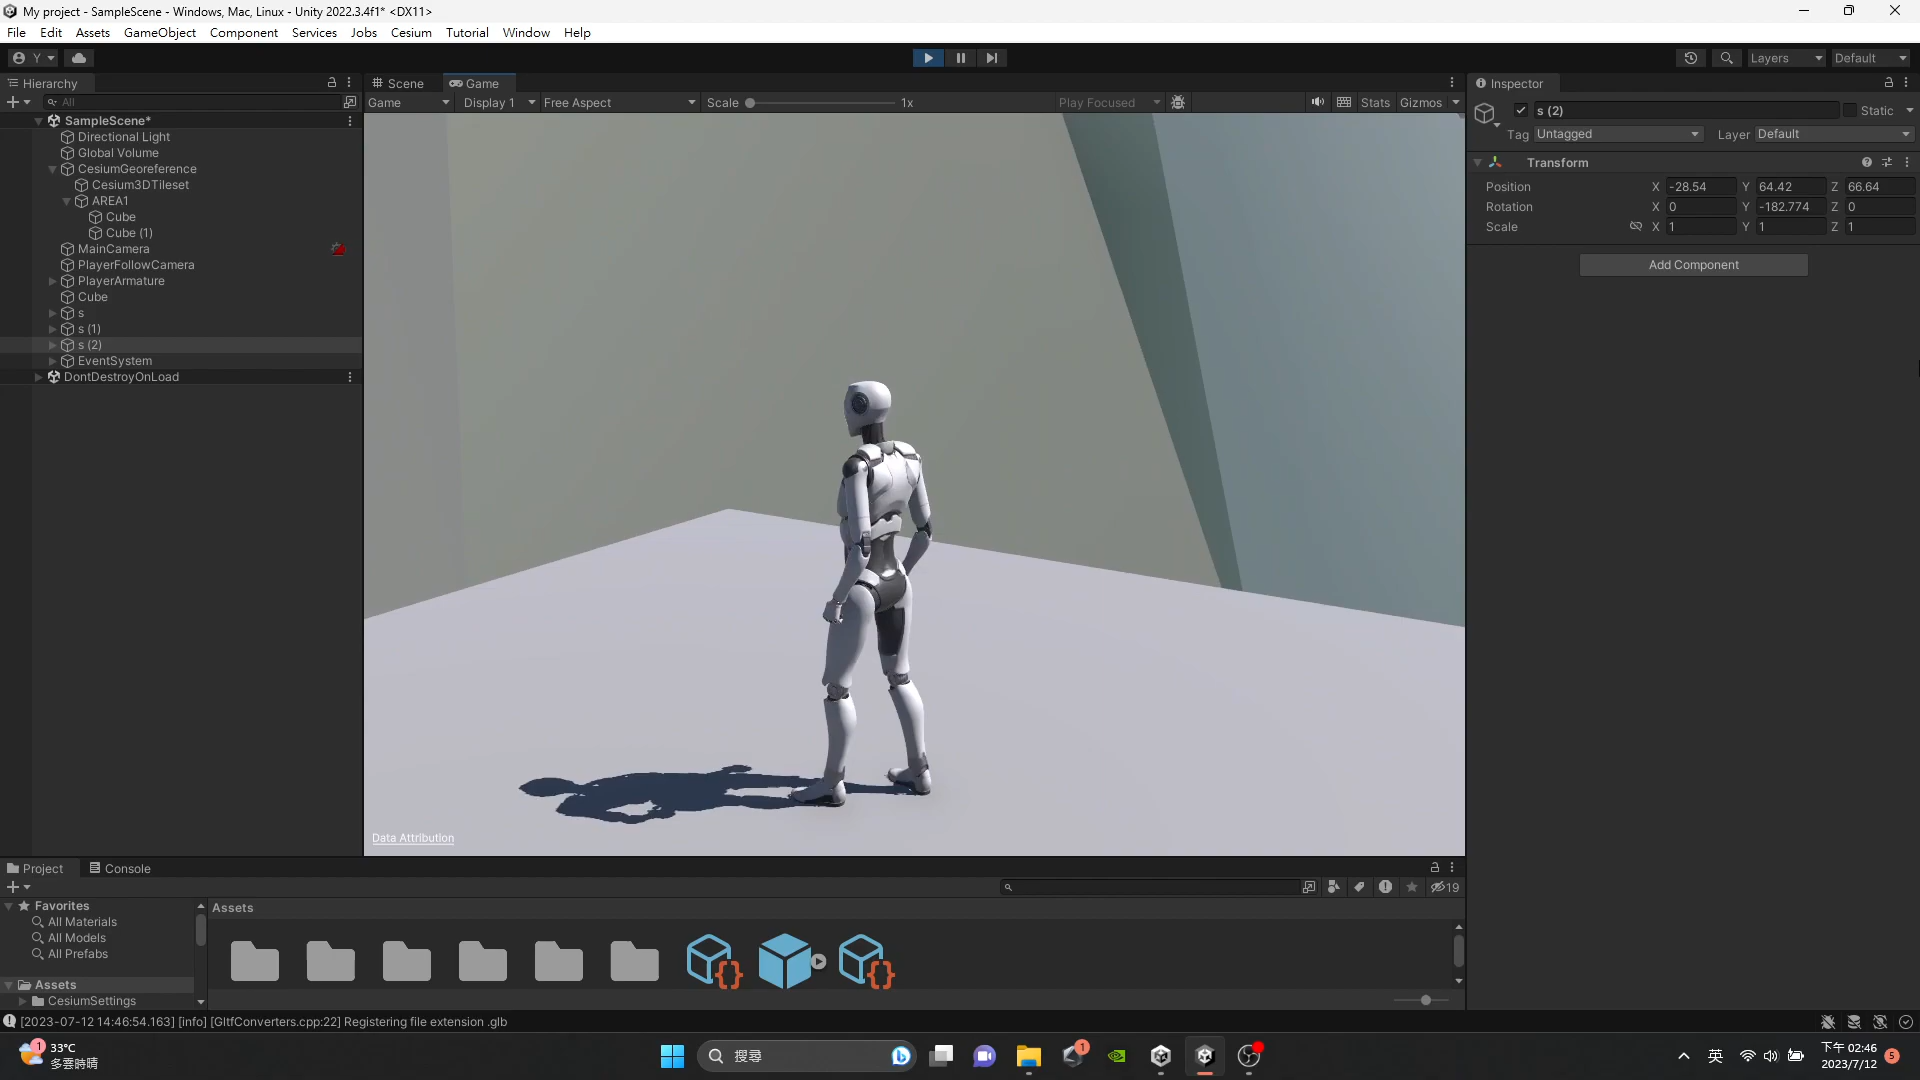 My project - SampleScene - Windows, Mac, Linux - Unity 2022.3.4f1* <DX11>
File Edit Assets GameObject Component Services Jobs Cesium Tutorial Window Help
Y
Layers
Default
Hierarchy
All
SampleScene*
Directional Light
Global Volume
CesiumGeoreference
Cesium3DTileset
AREA1
Cube
Cube (1)
MainCamera
PlayerFollowCamera
PlayerArmature
Cube
s
s (1)
s (2)
EventSystem
DontDestroyOnLoad
Scene
Game
Game Display 1 Free Aspect Scale 1x Play Focused Stats Gizmos
Data Attribution
Inspector
s (2) Static
Tag Untagged Layer Default
Transform
Position X -28.54 Y 64.42 Z 66.64
Rotation X 0 Y -182.774 Z 0
Scale X 1 Y 1 Z 1
Add Component
Project
Console
19
Favorites
All Materials
All Models
All Prefabs
Assets
CesiumSettings
Assets
[2023-07-12 14:46:54.163] [info] [GltfConverters.cpp:22] Registering file extension .glb
1
33°C
多雲時晴
搜尋
1
英
下午 02:46
2023/7/12
5